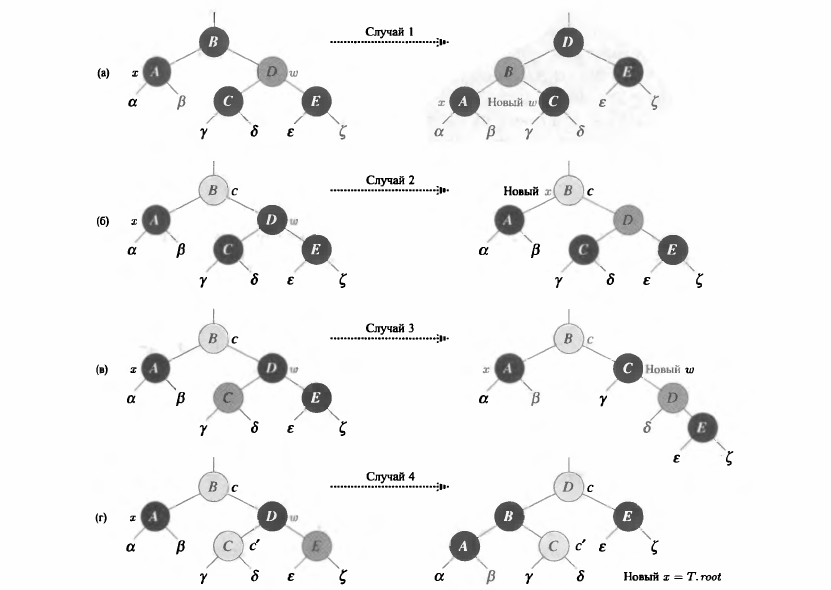 Случай 1
B
D
(а) x A D w
B E
C E
x A Новый w C ε ζ
α β
γ δ ε ζ
α β γ δ
Случай 2
B c
Новый x B c
(б) x A D w
A D
C E
C E
α β
α β
γ δ ε ζ
γ δ ε ζ
Случай 3
B c
B c
(в) x A D w
x A C Новый w
C E
α β
α β γ D
γ δ ε ζ
δ E
ε ζ
Случай 4
B c
D c
(г) x A D w
B E
C c′ E
A C c′ ε ζ
α β
γ δ ε ζ
α β γ δ
Новый x = T.root